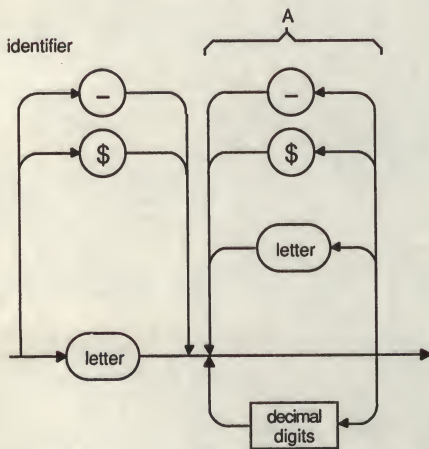 A
identifier
– –
$ $
letter
letter
decimal
digits